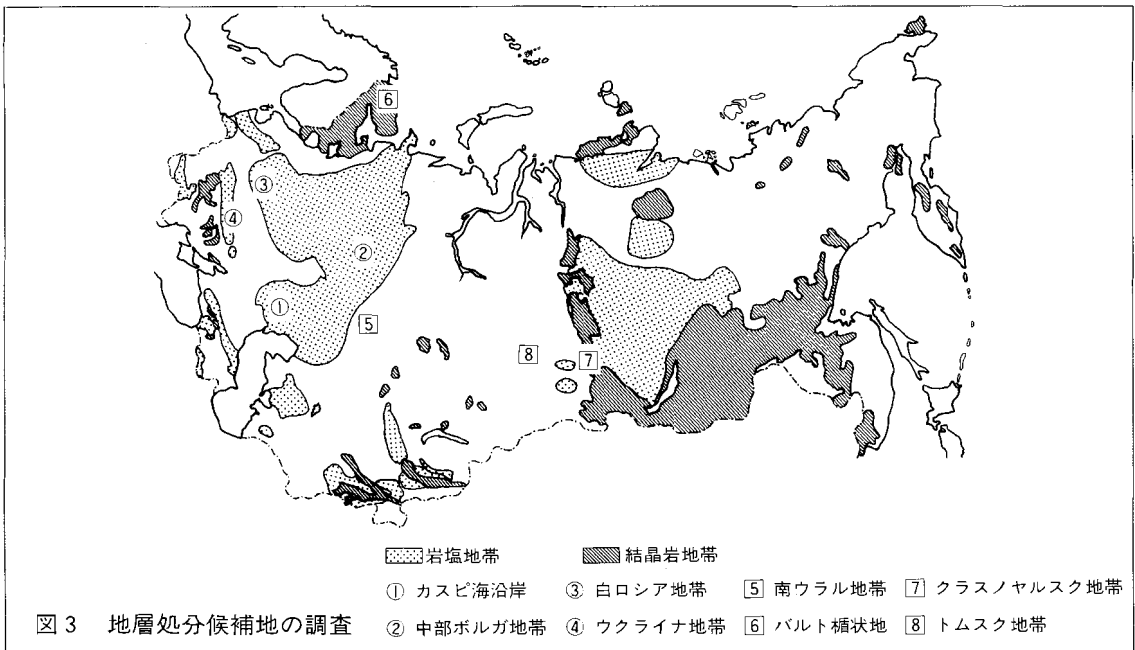 ⑥
③
④
②
①
⑤
⑧
⑦
岩塩地帯 結晶岩地帯
① カスピ海沿岸 ③ 白ロシア地帯 5 南ウラル地帯 7 クラスノヤルスク地帯
図3 地層処分候補地の調査 ② 中部ボルガ地帯 ④ ウクライナ地帯 6 バルト楯状地 8 トムスク地帯